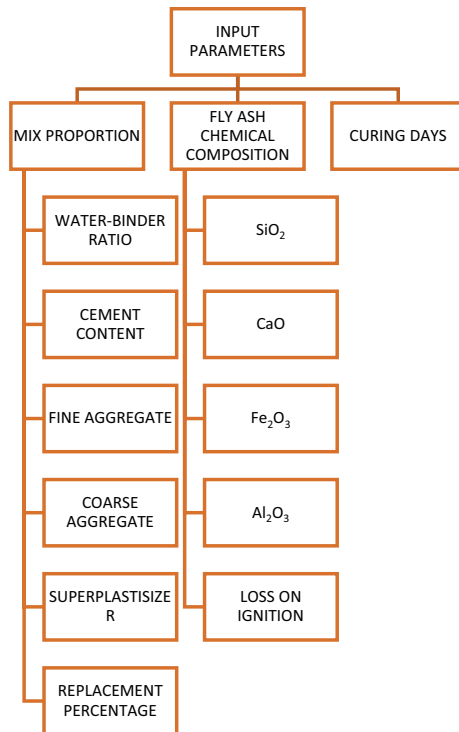 INPUT
PARAMETERS
MIX PROPORTION
FLY ASH
CHEMICAL
COMPOSITION
CURING DAYS
WATER-BINDER
RATIO
CEMENT
CONTENT
FINE AGGREGATE
COARSE
AGGREGATE
SUPERPLASTISIZE
R
REPLACEMENT
PERCENTAGE
SiO₂
CaO
Fe₂O₃
Al₂O₃
LOSS ON
IGNITION